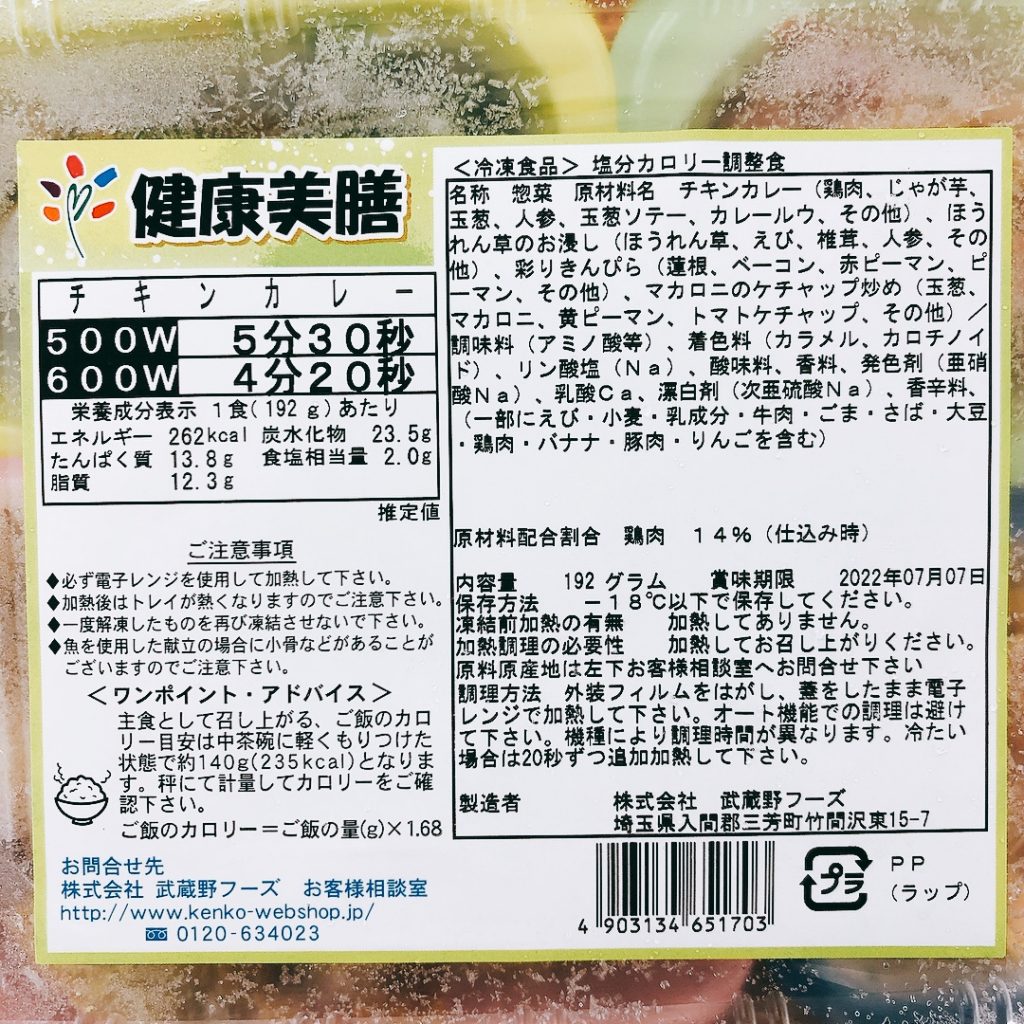 健康美膳
チキンカレー
500W 5分30秒
600W 4分20秒
栄養成分表示 1食(192g)あたり
エネルギー 262kcal 炭水化物 23.5g
たんぱく質 13.8g 食塩相当量 2.0g
脂質 12.3g
推定値
ご注意事項
◆必ず電子レンジを使用して加熱して下さい。
◆加熱後はトレイが熱くなりますのでご注意下さい。
◆一度解凍したものを再び凍結させないで下さい。
◆魚を使用した献立の場合に小骨などがあることが
ございますのでご注意下さい。
＜ワンポイント・アドバイス＞
主食として召し上がる、ご飯のカロ
リー目安は中茶碗に軽くもりつけた
状態で約140g(235kcal)となりま
す。秤にて計量してカロリーをご確
認下さい。
ご飯のカロリー＝ご飯の量(g)×1.68
お問合せ先
株式会社 武蔵野フーズ お客様相談室
http://www.kenko-webshop.jp/
0120-634023
＜冷凍食品＞ 塩分カロリー調整食
名称 惣菜 原材料名 チキンカレー（鶏肉、じゃが芋、
玉葱、人参、玉葱ソテー、カレールウ、その他）、ほう
れん草のお浸し（ほうれん草、えび、椎茸、人参、その
他）、彩りきんぴら（蓮根、ベーコン、赤ピーマン、ピ
ーマン、その他）、マカロニのケチャップ炒め（玉葱、
マカロニ、黄ピーマン、トマトケチャップ、その他）／
調味料（アミノ酸等）、着色料（カラメル、カロチノイ
ド）、リン酸塩（Ｎａ）、酸味料、香料、発色剤（亜硝
酸Ｎａ）、乳酸Ｃａ、漂白剤（次亜硫酸Ｎａ）、香辛料、
（一部にえび・小麦・乳成分・牛肉・ごま・さば・大豆
・鶏肉・バナナ・豚肉・りんごを含む）
原材料配合割合 鶏肉 １４％（仕込み時）
内容量 192 グラム 賞味期限 2022年07月07日
保存方法 －１８℃以下で保存してください。
凍結前加熱の有無 加熱してありません。
加熱調理の必要性 加熱してお召し上がりください。
原料原産地は左下お客様相談室へお問合せ下さい
調理方法 外装フィルムをはがし、蓋をしたまま電子
レンジで加熱して下さい。オート機能での調理は避け
て下さい。機種により調理時間が異なります。冷たい
場合は20秒ずつ追加加熱して下さい。
製造者 株式会社 武蔵野フーズ
埼玉県入間郡三芳町竹間沢東15-7
4 903134 651703
プラ
ＰＰ
（ラップ）